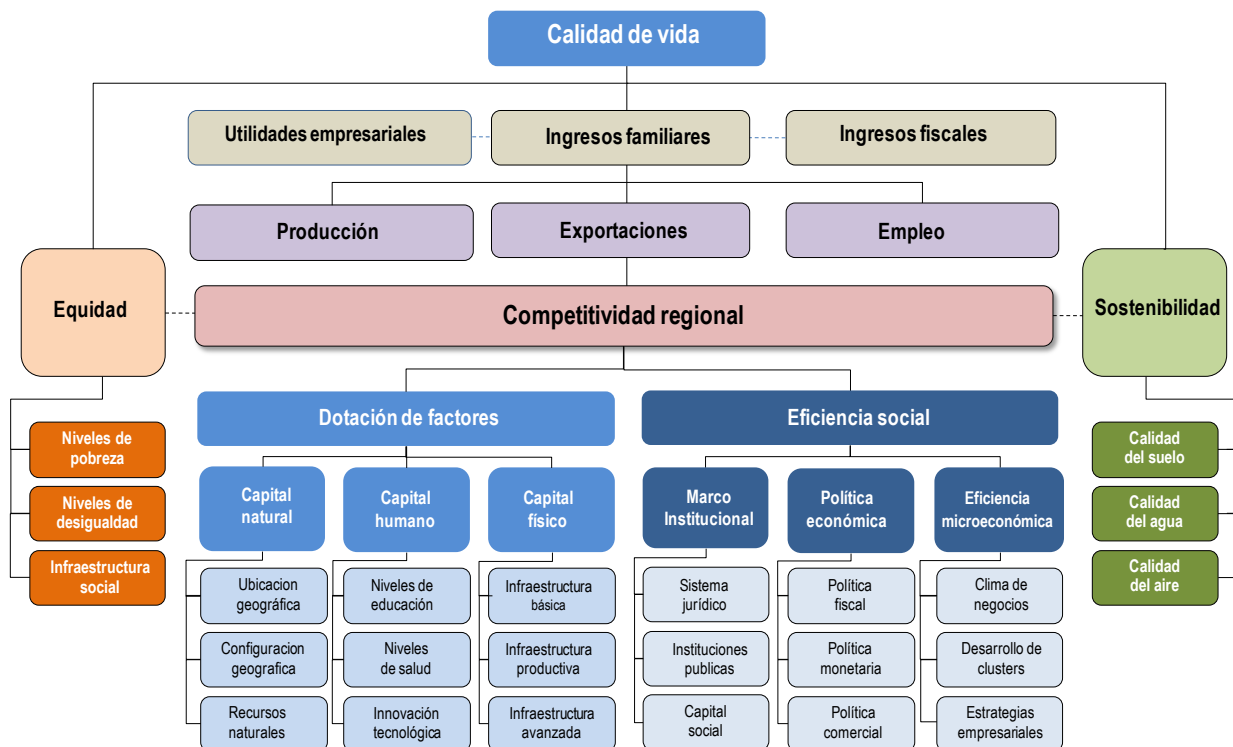 Calidad de vida
Utilidades empresariales
Ingresos familiares
Ingresos fiscales
Producción
Exportaciones
Empleo
Equidad
Competitividad regional
Sostenibilidad
Dotación de factores
Eficiencia social
Niveles de
pobreza
Niveles de
desigualdad
Infraestructura
social
Capital
natural
Capital
humano
Capital
físico
Marco
Institucional
Política
económica
Eficiencia
microeconómica
Calidad
del suelo
Calidad
del agua
Calidad
del aire
Ubicacion
geográfica
Niveles de
educación
Infraestructura
básica
Sistema
jurídico
Política
fiscal
Clima de
negocios
Configuracion
geografica
Niveles
de salud
Infraestructura
productiva
Instituciones
publicas
Política
monetaria
Desarrollo de
clusters
Recursos
naturales
Innovación
tecnológica
Infraestructura
avanzada
Capital
social
Política
comercial
Estrategias
empresariales